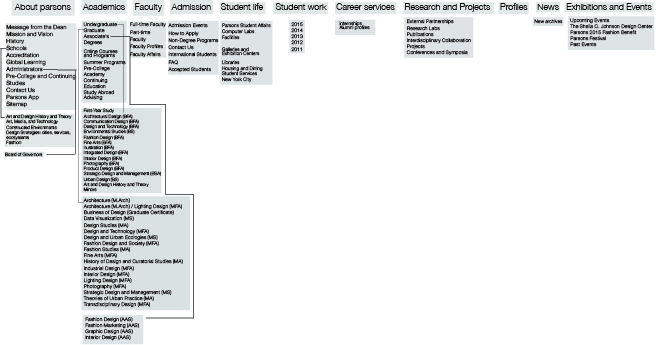 About parsons
Message from the Dean
Mission and Vision
History
Schools
Accreditation
Global Learning
Administrators
Pre-College and Continuing
Studies
Contact Us
Parsons App
Sitemap
Art and Design History and Theory
Art, Media, and Technology
Constructed Environments
Design Strategies: cities, services,
ecosystems
Fashion
Board of Governors
Academics
Undergraduate
Graduate
Associate's
Degrees
Online Courses
and Programs
Summer Programs
Pre-College
Academy
Continuing
Education
Study Abroad
Advising
First Year Study
Architectural Design (BFA)
Communication Design (BFA)
Design and Technology (BFA)
Environmental Studies (BS)
Fashion Design (BFA)
Fine Arts (BFA)
Illustration (BFA)
Integrated Design (BFA)
Interior Design (BFA)
Photography (BFA)
Product Design (BFA)
Strategic Design and Management (BBA)
Urban Design (BS)
Art and Design History and Theory
Minors
Architecture (M.Arch)
Architecture (M.Arch) / Lighting Design (MFA)
Business of Design (Graduate Certificate)
Data Visualization (MS)
Design Studies (MA)
Design and Technology (MFA)
Design and Urban Ecologies (MS)
Fashion Design and Society (MFA)
Fashion Studies (MA)
Fine Arts (MFA)
History of Design and Curatorial Studies (MA)
Industrial Design (MFA)
Interior Design (MFA)
Lighting Design (MFA)
Photography (MFA)
Strategic Design and Management (MS)
Theories of Urban Practice (MA)
Transdisciplinary Design (MFA)
Fashion Design (AAS)
Fashion Marketing (AAS)
Graphic Design (AAS)
Interior Design (AAS)
Faculty
Full-time Faculty
Part-time
Faculty
Faculty Profiles
Faculty Affairs
Admission
Admission Events
How to Apply
Non-Degree Programs
Contact Us
International Students
FAQ
Accepted Students
Student life
Parsons Student Affairs
Computer Labs
Facilities
Galleries and
Exhibition Centers
Libraries
Housing and Dining
Student Services
New York City
Student work
2015
2014
2013
2012
2011
Career services
Internships
Alumni profiles
Research and Projects
External Partnerships
Research Labs
Publications
Interdisciplinary Collaboration
Projects
Conferences and Symposia
Profiles
News
New archives
Exhibitions and Events
Upcoming Events
The Sheila C. Johnson Design Center
Parsons 2015 Fashion Benefit
Parsons Festival
Past Events